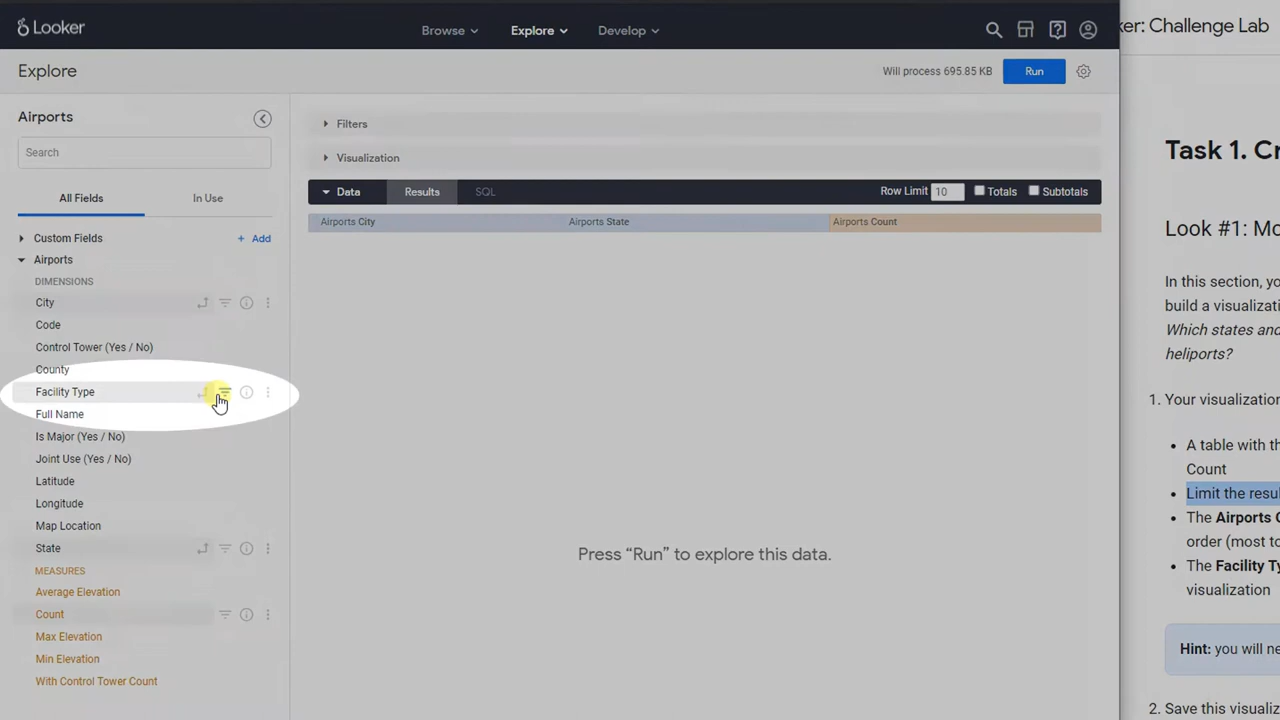 Looker
Browse
Explore
Develop
ker: Challenge Lab
Explore
Will process 695.85 KB
Run
Airports
Search
All Fields
In Use
Custom Fields
+ Add
Airports
DIMENSIONS
City
Code
Control Tower (Yes / No)
County
Facility Type
Full Name
Is Major (Yes / No)
Joint Use (Yes / No)
Latitude
Longitude
Map Location
State
MEASURES
Average Elevation
Count
Max Elevation
Min Elevation
With Control Tower Count
Filters
Visualization
Data
Results
SQL
Row Limit 10
Totals
Subtotals
Airports City
Airports State
Airports Count
Press “Run” to explore this data.
Task 1. Cr
Look #1: Mo
In this section, yo
build a visualizati
Which states and
heliports?
1. Your visualization
• A table with th
Count
• Limit the resul
• The Airports C
order (most to
• The Facility Ty
visualization
Hint: you will ne
2. Save this visualiz